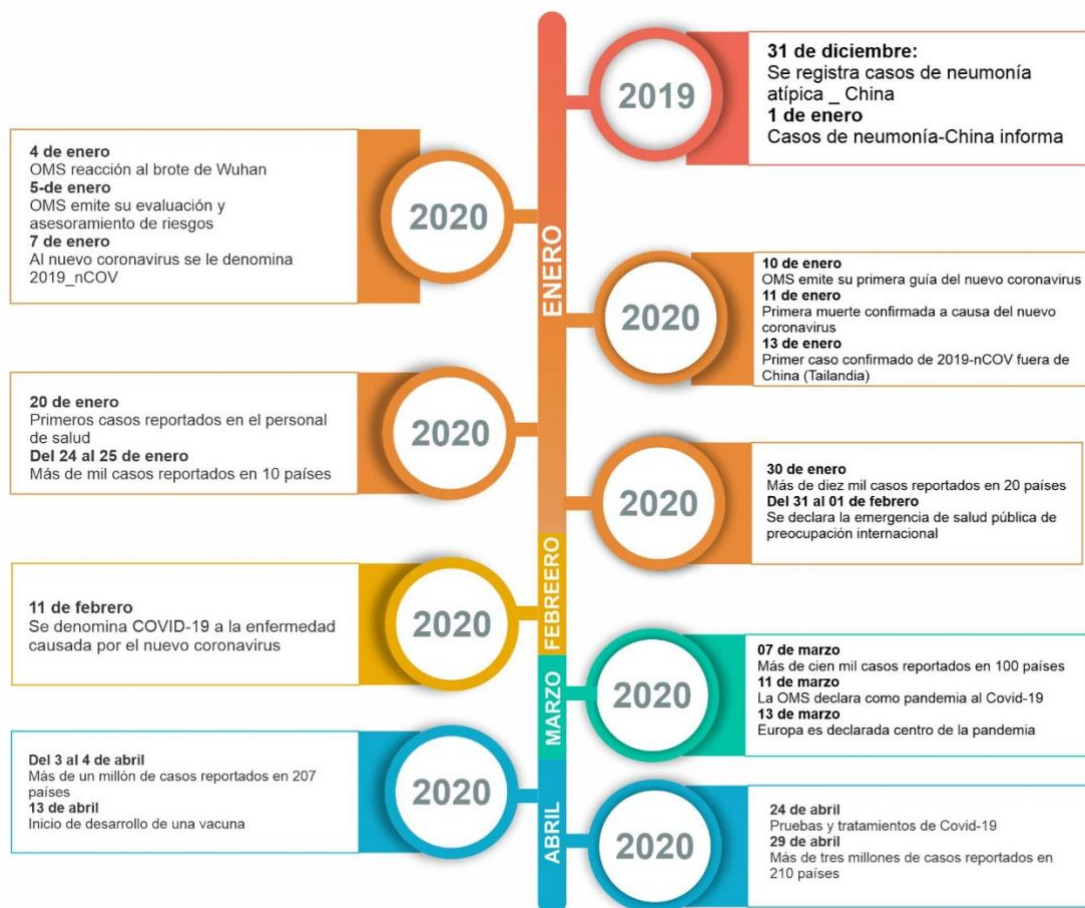 2019
31 de diciembre:
Se registra casos de neumonía
atípica _ China
1 de enero
Casos de neumonía-China informa
4 de enero
OMS reacción al brote de Wuhan
5-de enero
OMS emite su evaluación y
asesoramiento de riesgos
7 de enero
Al nuevo coronavirus se le denomina
2019_nCOV
2020
ENERO
2020
10 de enero
OMS emite su primera guía del nuevo coronavirus
11 de enero
Primera muerte confirmada a causa del nuevo
coronavirus
13 de enero
Primer caso confirmado de 2019-nCOV fuera de
China (Tailandia)
20 de enero
Primeros casos reportados en el personal
de salud
Del 24 al 25 de enero
Más de mil casos reportados en 10 países
2020
2020
30 de enero
Más de diez mil casos reportados en 20 países
Del 31 al 01 de febrero
Se declara la emergencia de salud pública de
preocupación internacional
11 de febrero
Se denomina COVID-19 a la enfermedad
causada por el nuevo coronavirus
2020
FEBREERO
MARZO
2020
07 de marzo
Más de cien mil casos reportados en 100 países
11 de marzo
La OMS declara como pandemia al Covid-19
13 de marzo
Europa es declarada centro de la pandemia
Del 3 al 4 de abril
Más de un millón de casos reportados en 207
países
13 de abril
Inicio de desarrollo de una vacuna
2020
ABRIL
2020
24 de abril
Pruebas y tratamientos de Covid-19
29 de abril
Más de tres millones de casos reportados en
210 países